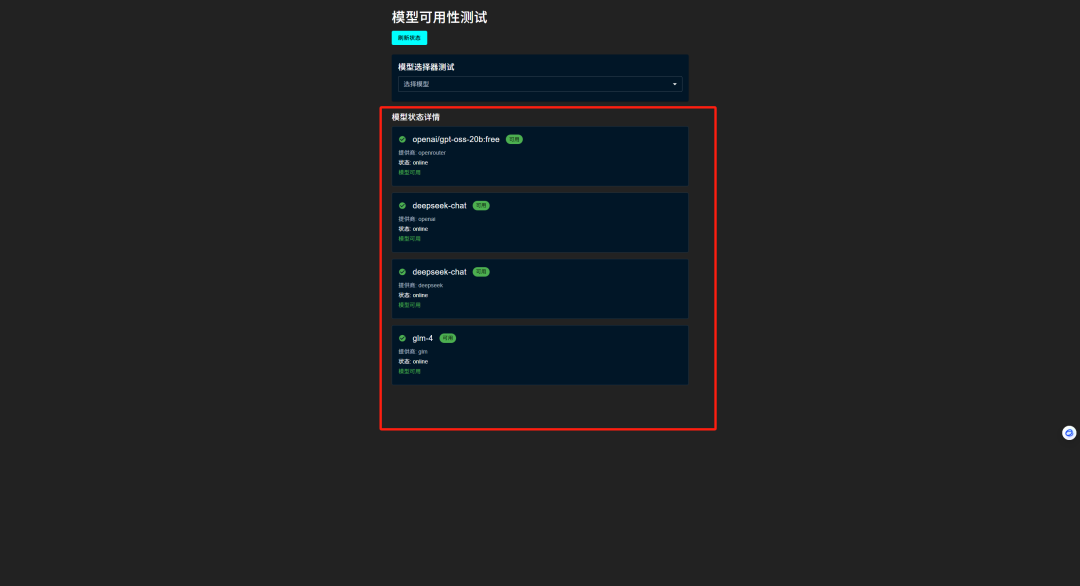 模型可用性测试
刷新状态
模型选择器测试
选择模型
模型状态详情
openai/gpt-oss-20b:free 可用
提供商: openrouter
状态: online
模型可用
deepseek-chat 可用
提供商: openai
状态: online
模型可用
deepseek-chat 可用
提供商: deepseek
状态: online
模型可用
glm-4 可用
提供商: glm
状态: online
模型可用